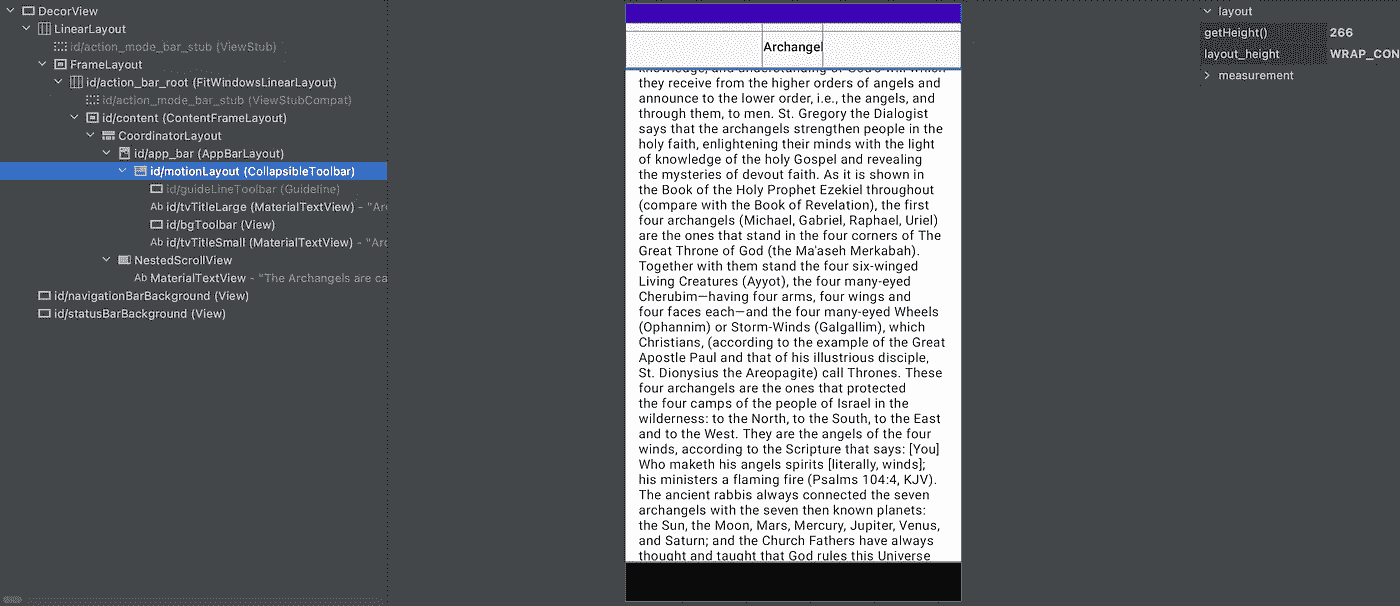 DecorView
LinearLayout
id/action_mode_bar_stub (ViewStub)
FrameLayout
id/action_bar_root (FitWindowsLinearLayout)
id/action_mode_bar_stub (ViewStubCompat)
id/content (ContentFrameLayout)
CoordinatorLayout
id/app_bar (AppBarLayout)
id/motionLayout (CollapsibleToolbar)
id/guideLineToolbar (Guideline)
Ab id/tvTitleLarge (MaterialTextView) - "Arc
id/bgToolbar (View)
Ab id/tvTitleSmall (MaterialTextView) - "Arc
NestedScrollView
Ab MaterialTextView - "The Archangels are ca
id/navigationBarBackground (View)
id/statusBarBackground (View)
Archangel
knowledge, and understanding of God's will which
they receive from the higher orders of angels and
announce to the lower order, i.e., the angels, and
through them, to men. St. Gregory the Dialogist
says that the archangels strengthen people in the
holy faith, enlightening their minds with the light
of knowledge of the holy Gospel and revealing
the mysteries of devout faith. As it is shown in
the Book of the Holy Prophet Ezekiel throughout
(compare with the Book of Revelation), the first
four archangels (Michael, Gabriel, Raphael, Uriel)
are the ones that stand in the four corners of The
Great Throne of God (the Ma'aseh Merkabah).
Together with them stand the four six-winged
Living Creatures (Ayyot), the four many-eyed
Cherubim—having four arms, four wings and
four faces each—and the four many-eyed Wheels
(Ophannim) or Storm-Winds (Galgallim), which
Christians, (according to the example of the Great
Apostle Paul and that of his illustrious disciple,
St. Dionysius the Areopagite) call Thrones. These
four archangels are the ones that protected
the four camps of the people of Israel in the
wilderness: to the North, to the South, to the East
and to the West. They are the angels of the four
winds, according to the Scripture that says: [You]
Who maketh his angels spirits [literally, winds];
his ministers a flaming fire (Psalms 104:4, KJV).
The ancient rabbis always connected the seven
archangels with the seven then known planets:
the Sun, the Moon, Mars, Mercury, Jupiter, Venus,
and Saturn; and the Church Fathers have always
thought and taught that God rules this Universe
layout
getHeight() 266
layout_height WRAP_CON
measurement